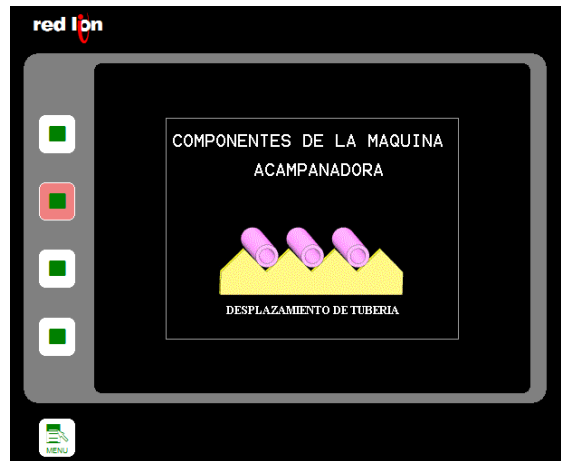 red lion
COMPONENTES DE LA MAQUINA
ACAMPANADORA
DESPLAZAMIENTO DE TUBERIA
MENU